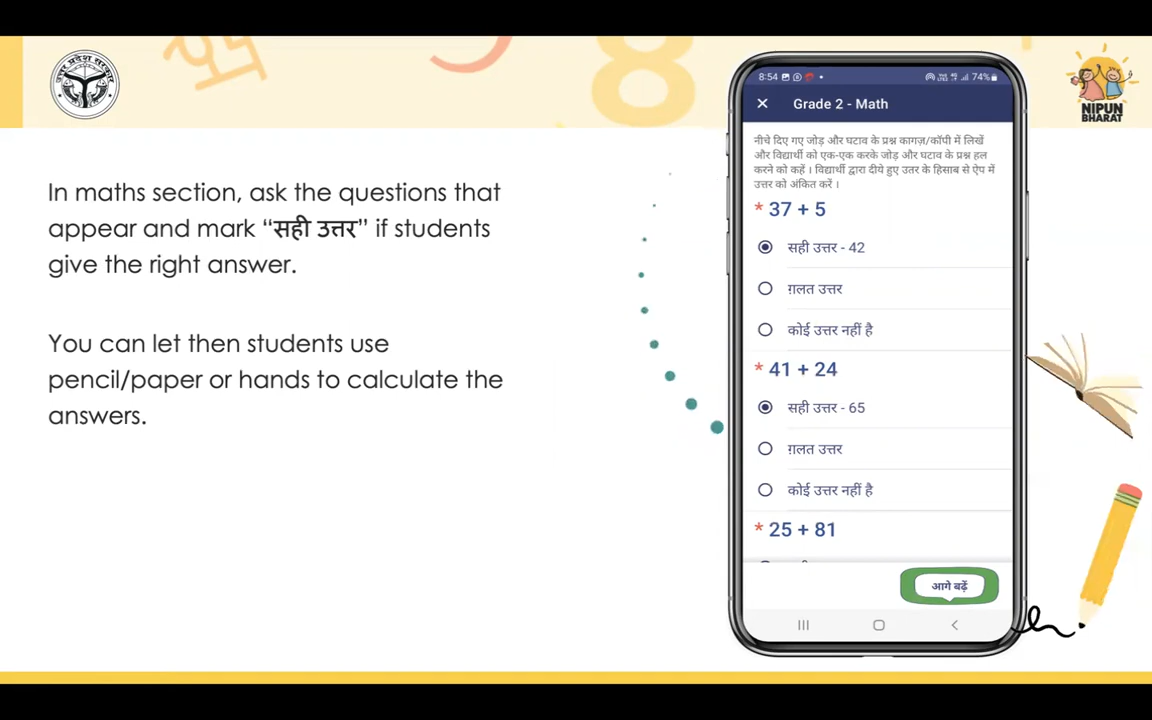 उत्तर प्रदेश सरकार
NIPUN
BHARAT
In maths section, ask the questions that
appear and mark “सही उत्तर” if students
give the right answer.
You can let then students use
pencil/paper or hands to calculate the
answers.
8:54
74%
Grade 2 - Math
नीचे दिए गए जोड़ और घटाव के प्रश्न कागज़/कॉपी में लिखें
और विद्यार्थी को एक-एक करके जोड़ और घटाव के प्रश्न हल
करने को कहें । विद्यार्थी द्वारा दीये हुए उतर के हिसाब से ऐप में
उत्तर को अंकित करें ।
* 37 + 5
सही उत्तर - 42
ग़लत उत्तर
कोई उत्तर नहीं है
* 41 + 24
सही उत्तर - 65
ग़लत उत्तर
कोई उत्तर नहीं है
* 25 + 81
आगे बढ़ें